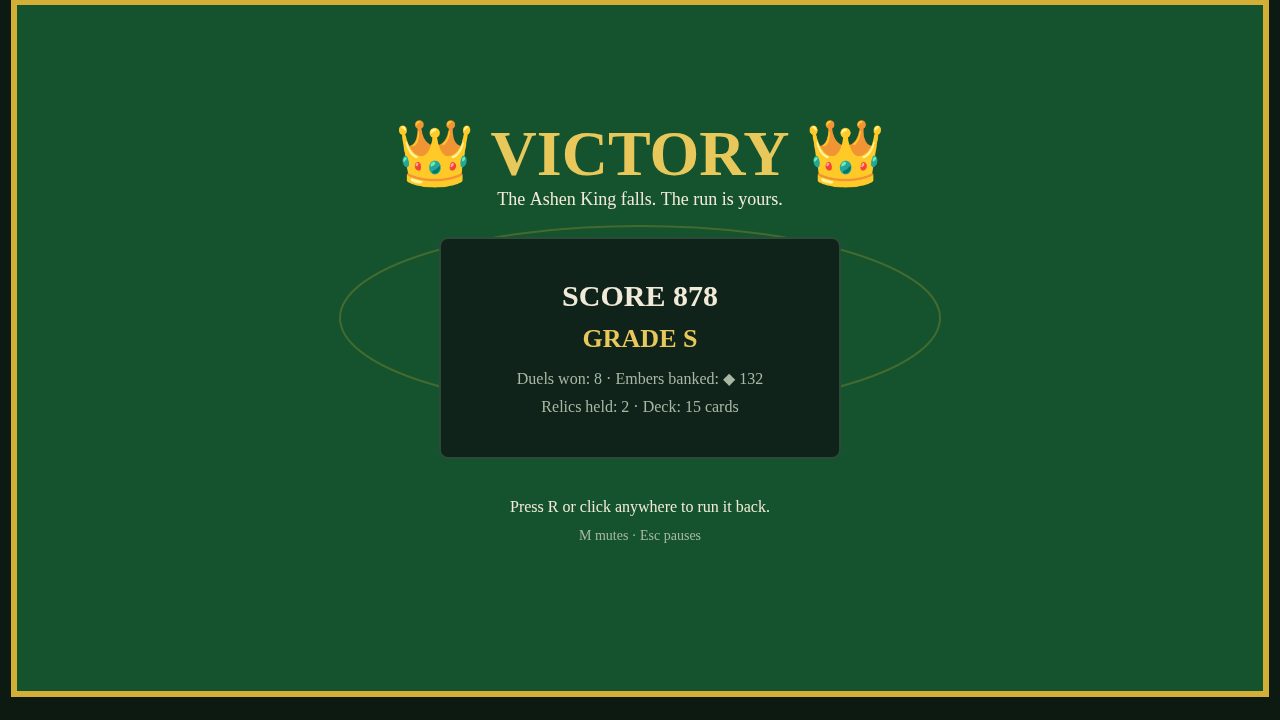 👑 VICTORY 👑
The Ashen King falls. The run is yours.
SCORE 878
GRADE S
Duels won: 8 · Embers banked: ◆ 132
Relics held: 2 · Deck: 15 cards
Press R or click anywhere to run it back.
M mutes · Esc pauses